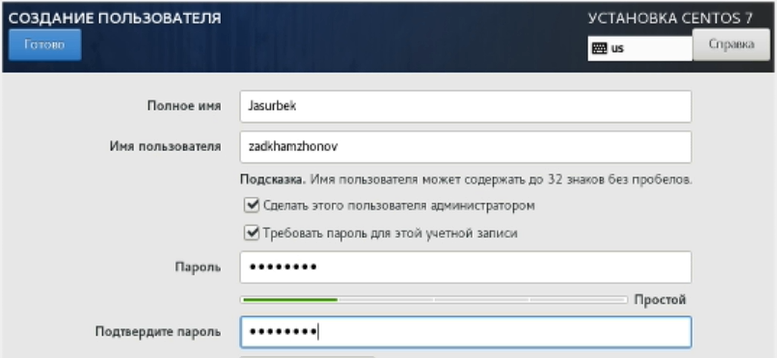 СОЗДАНИЕ ПОЛЬЗОВАТЕЛЯ
УСТАНОВКА CENTOS 7
Готово
us
Справка
Полное имя
Jasurbek
Имя пользователя
zadkhamzhonov
Подсказка. Имя пользователя может содержать до 32 знаков без пробелов.
Сделать этого пользователя администратором
Требовать пароль для этой учетной записи
Пароль
••••••••
Простой
Подтвердите пароль
••••••••